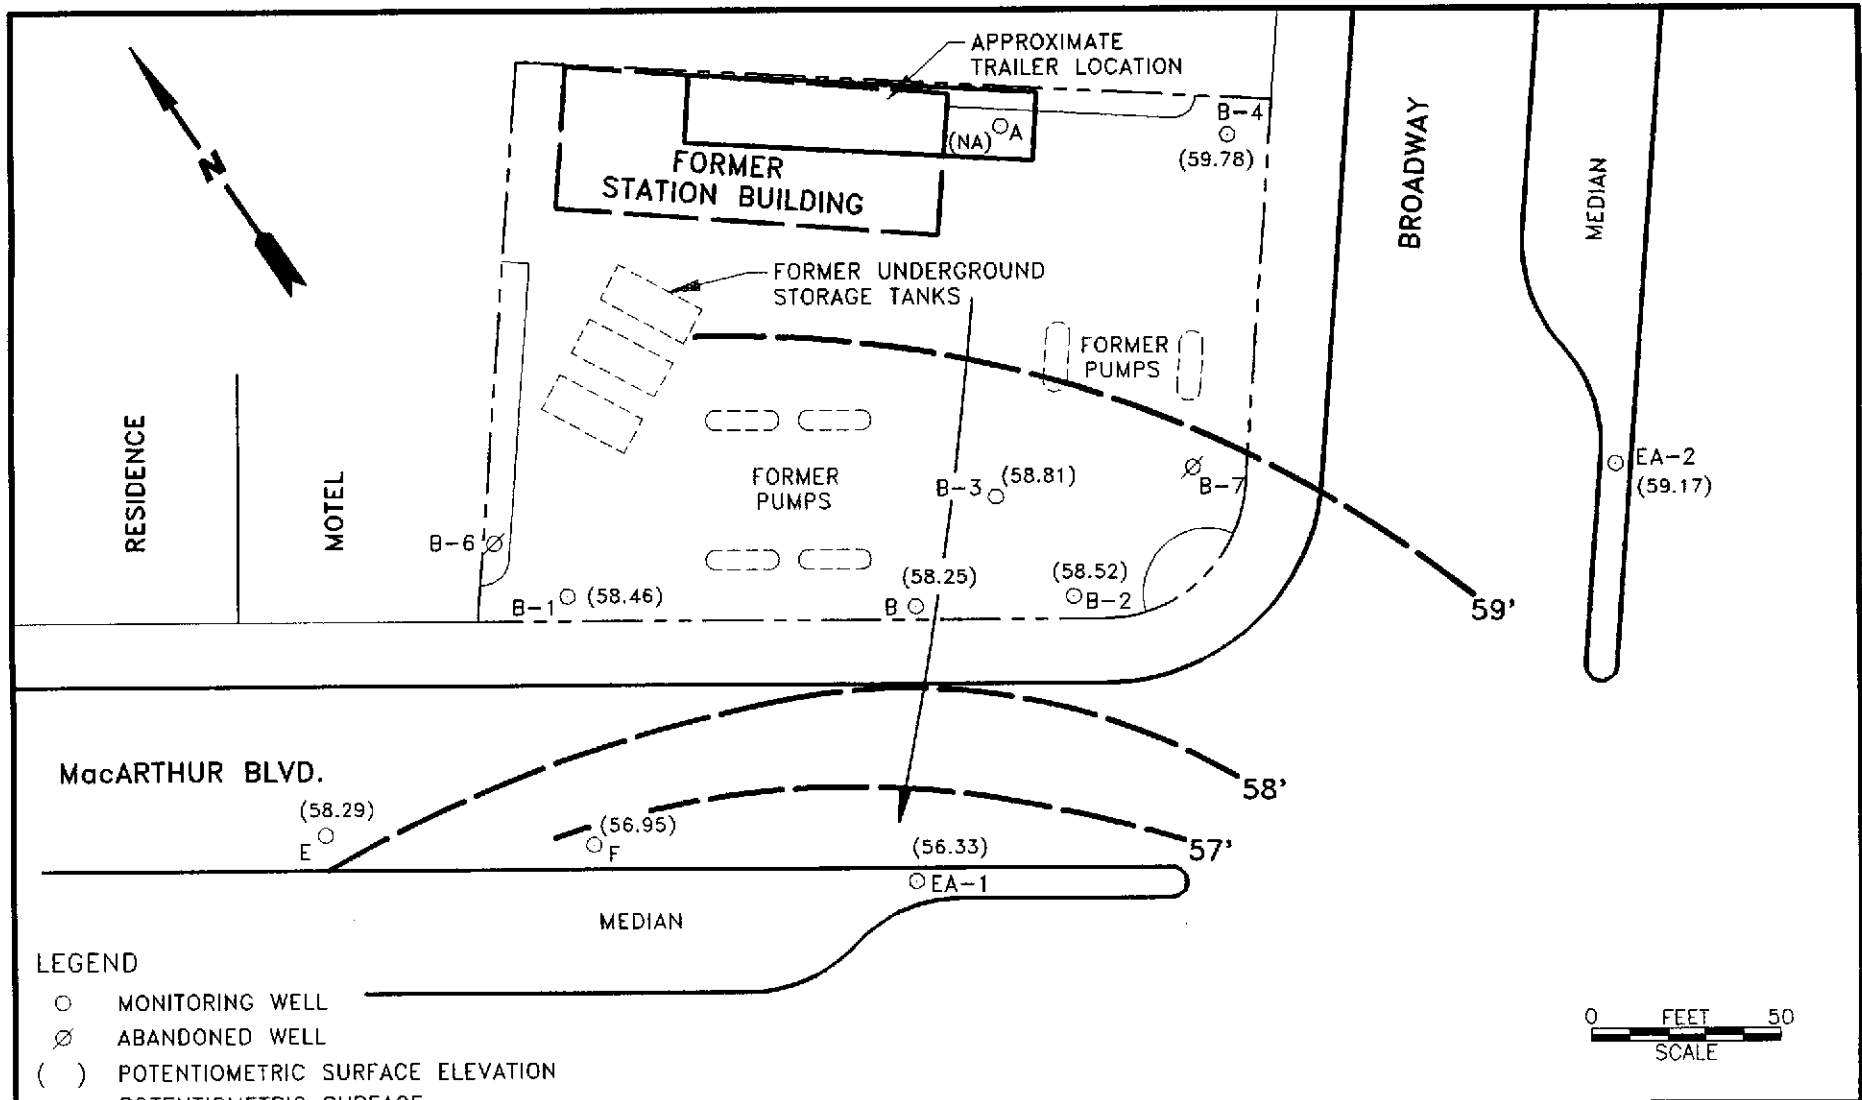 APPROXIMATE
TRAILER LOCATION
N
B-4
(59.78)
(NA)
A
FORMER
STATION BUILDING
BROADWAY
MEDIAN
FORMER UNDERGROUND
STORAGE TANKS
FORMER
PUMPS
RESIDENCE
MOTEL
FORMER
PUMPS
B-3
(58.81)
B-7
EA-2
(59.17)
B-6
B-1
(58.46)
(58.25)
B
(58.52)
B-2
59'
MacARTHUR BLVD.
58'
(58.29)
E
(56.95)
F
57'
(56.33)
EA-1
MEDIAN
LEGEND
MONITORING WELL
ABANDONED WELL
( ) POTENTIOMETRIC SURFACE ELEVATION
POTENTIOMETRIC SURFACE
0 FEET 50
SCALE